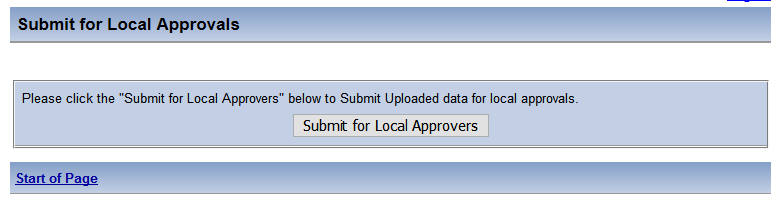 Submit for Local Approvals
Please click the "Submit for Local Approvers" below to Submit Uploaded data for local approvals.
Submit for Local Approvers
Start of Page